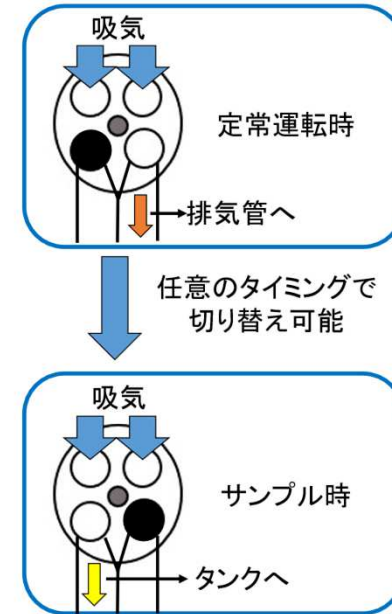 吸気
定常運転時
排気管へ
任意のタイミングで
切り替え可能
吸気
サンプル時
タンクへ